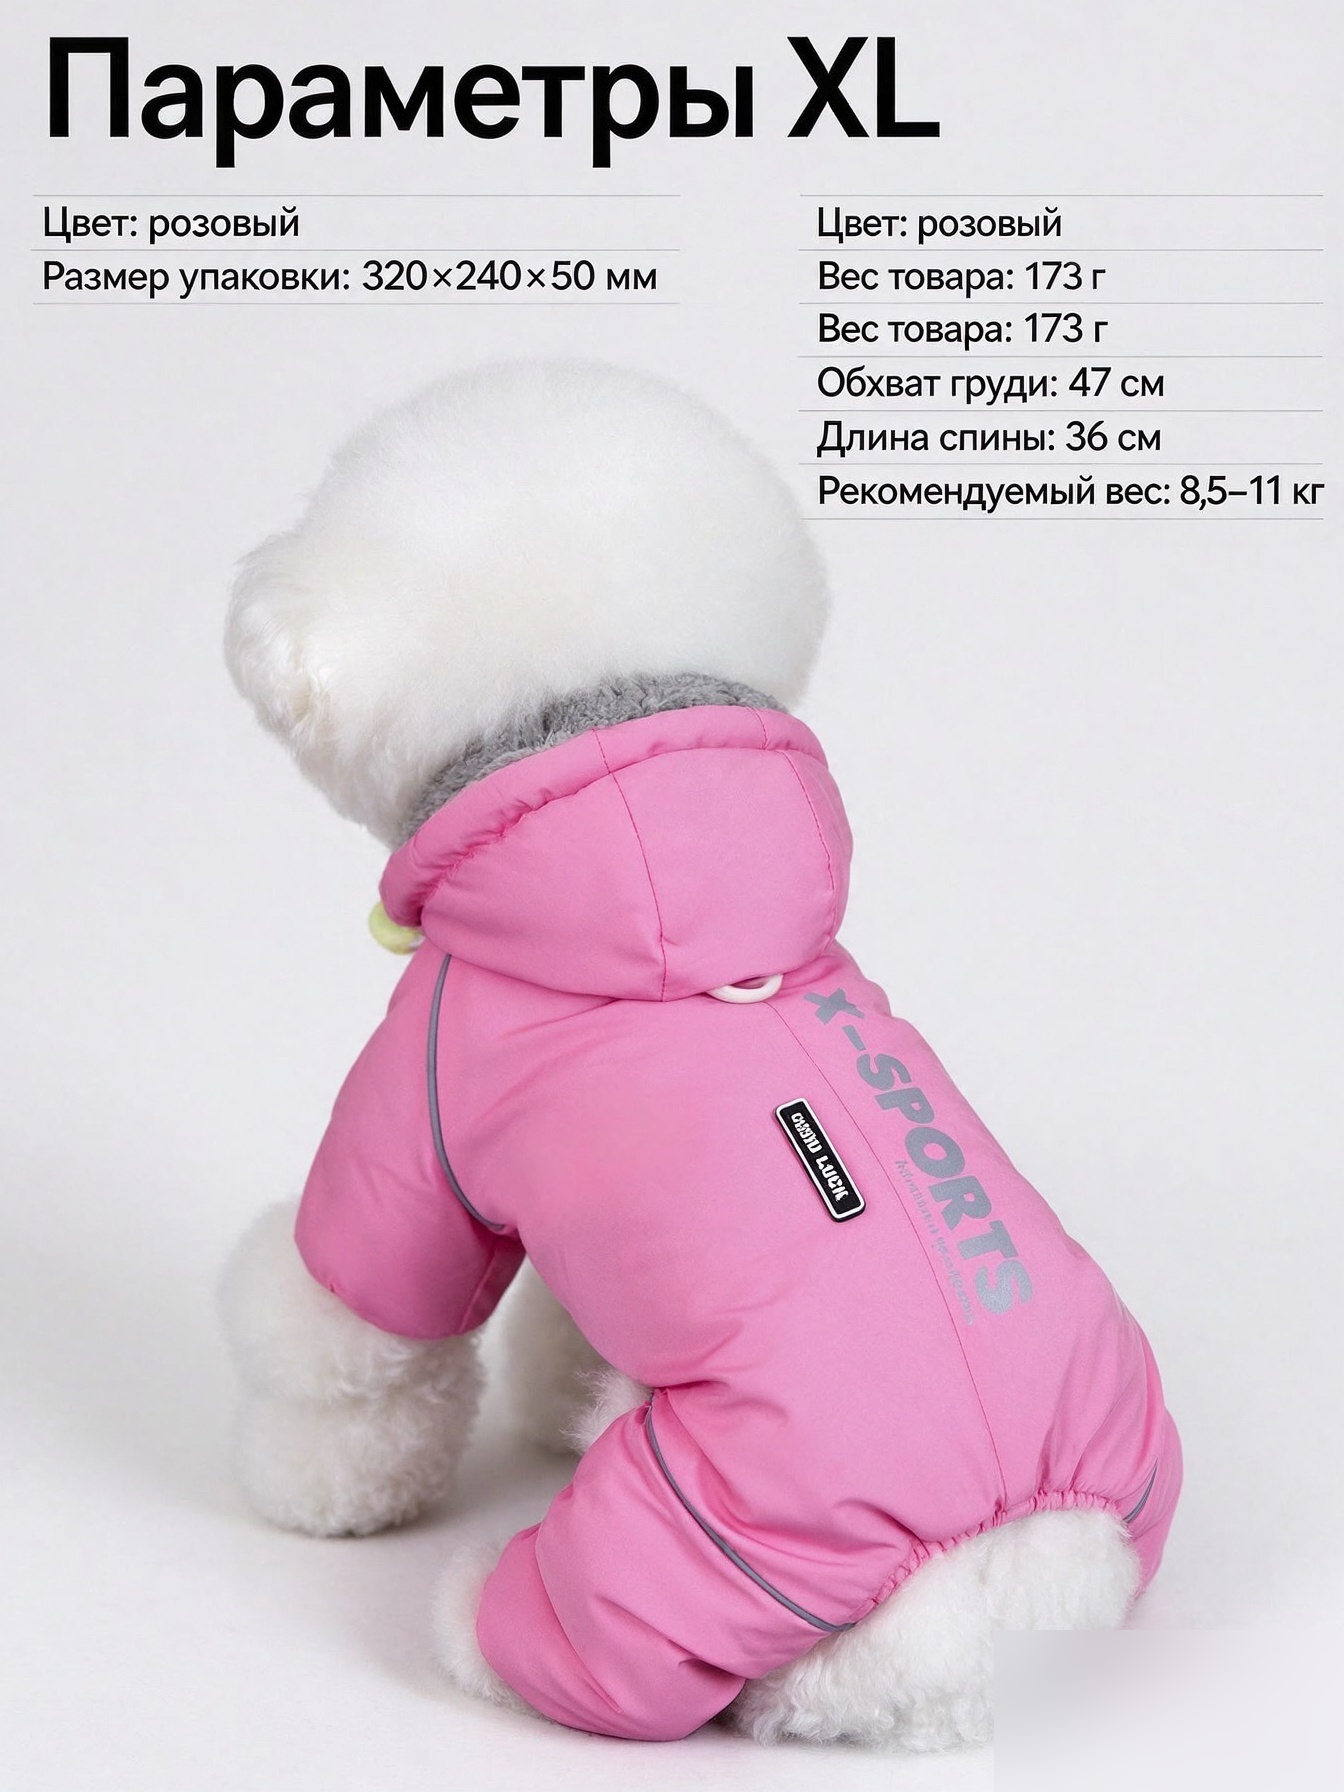 Параметры XL
Цвет: розовый
Размер упаковки: 320×240×50 мм
Цвет: розовый
Вес товара: 173 г
Вес товара: 173 г
Обхват груди: 47 см
Длина спины: 36 см
Рекомендуемый вес: 8,5–11 кг
X-SPORTS